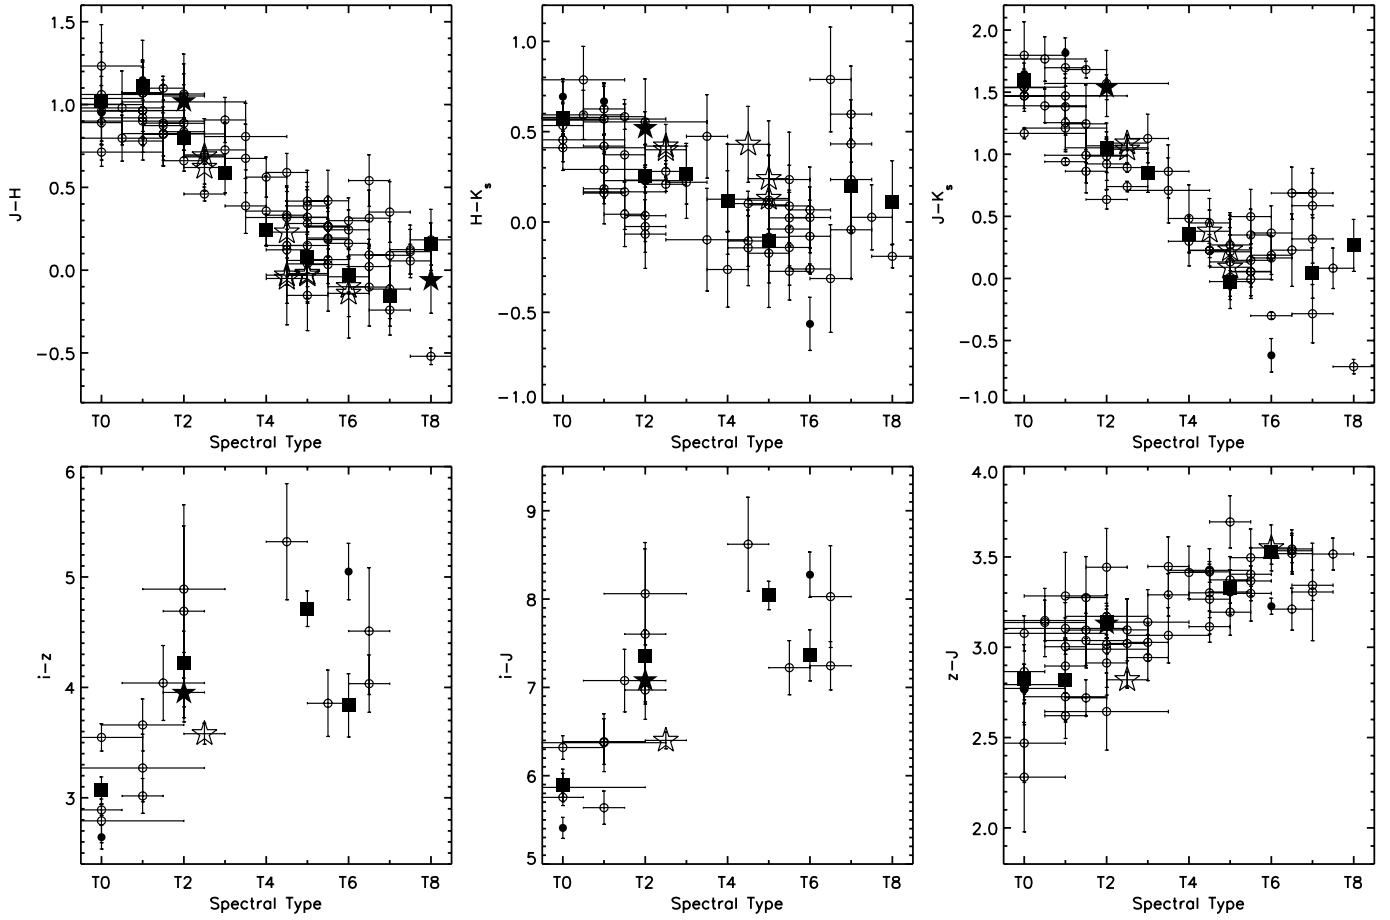 1.5
1.0
0.5
0.0
−0.5
J−H
T0 T2 T4 T6 T8
Spectral Type
1.0
0.5
0.0
−0.5
−1.0
H−Ks
T0 T2 T4 T6 T8
Spectral Type
2.0
1.5
1.0
0.5
0.0
−0.5
−1.0
J−Ks
T0 T2 T4 T6 T8
Spectral Type
6
5
4
3
i−z
T0 T2 T4 T6 T8
Spectral Type
9
8
7
6
5
i−J
T0 T2 T4 T6 T8
Spectral Type
4.0
3.5
3.0
2.5
2.0
z−J
T0 T2 T4 T6 T8
Spectral Type